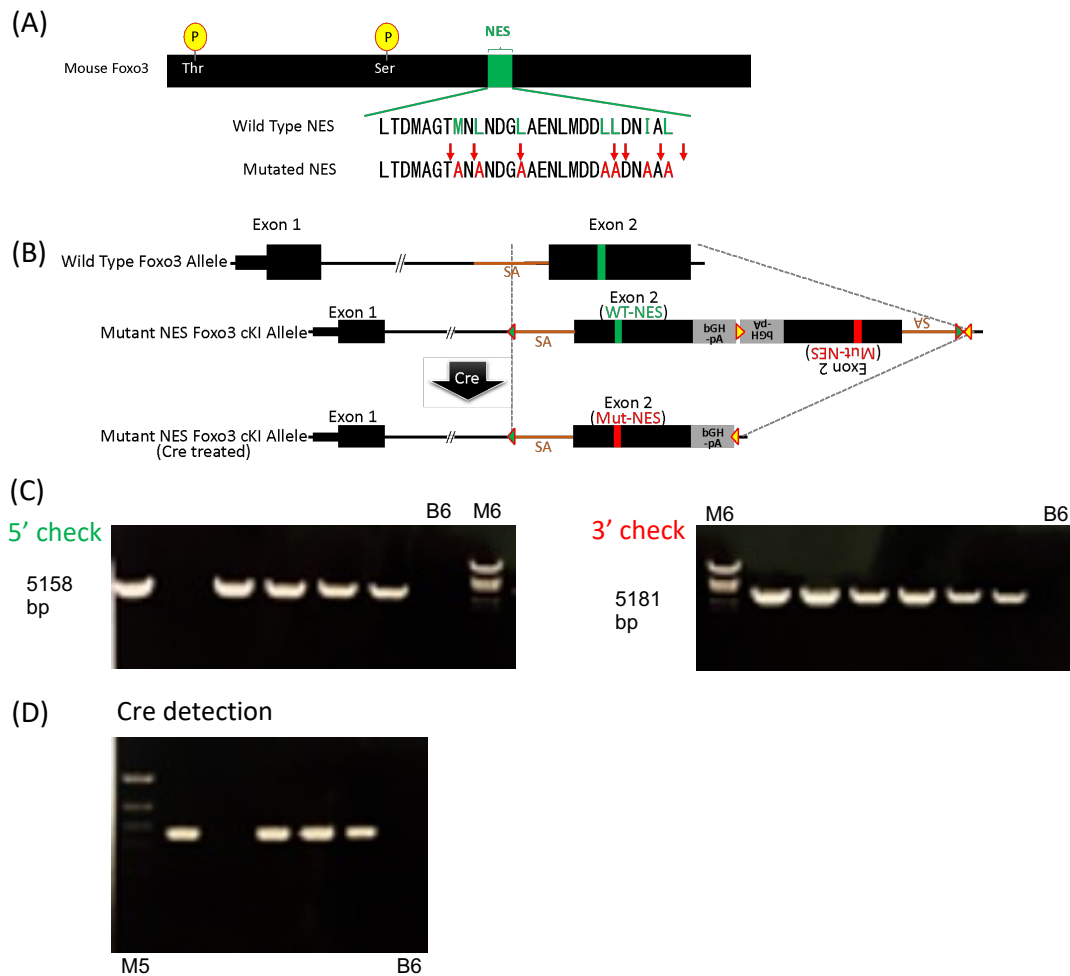 (A)
P
P
NES
Mouse Foxo3
Thr
Ser
Wild Type NES
LTDMAGTMNLNDGLAENLMDDLLDNIAL
Mutated NES
LTDMAGTANANDGAAENLMDDAADNAAA
(B)
Exon 1
Exon 2
Wild Type Foxo3 Allele
SA
Exon 1
Exon 2
(WT-NES)
Mutant NES Foxo3 cKI Allele
SA
bGH
-pA
bGH
-pA
Exon 2
(Mut-NES)
SA
Cre
Exon 1
Exon 2
(Mut-NES)
Mutant NES Foxo3 cKI Allele
(Cre treated)
SA
bGH
-pA
(C)
5’ check
B6
M6
5158
bp
3’ check
M6
B6
5181
bp
(D)
Cre detection
M5
B6